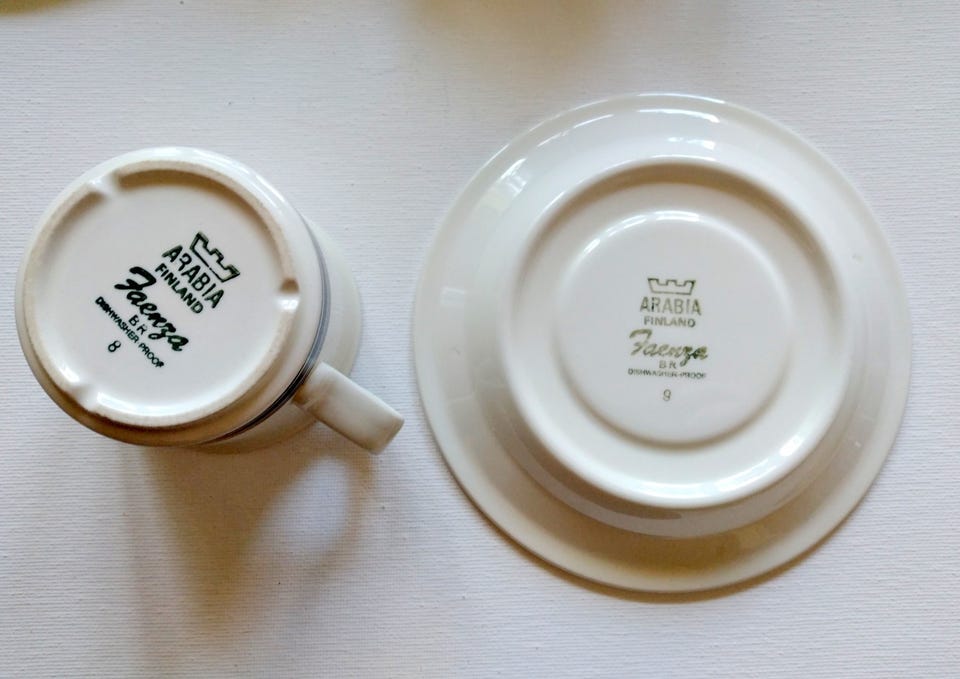 ARABIA
FINLAND
Faenza
BR
DISHWASHER PROOF
8
ARABIA
FINLAND
Faenza
BR
DISHWASHER-PROOF
9